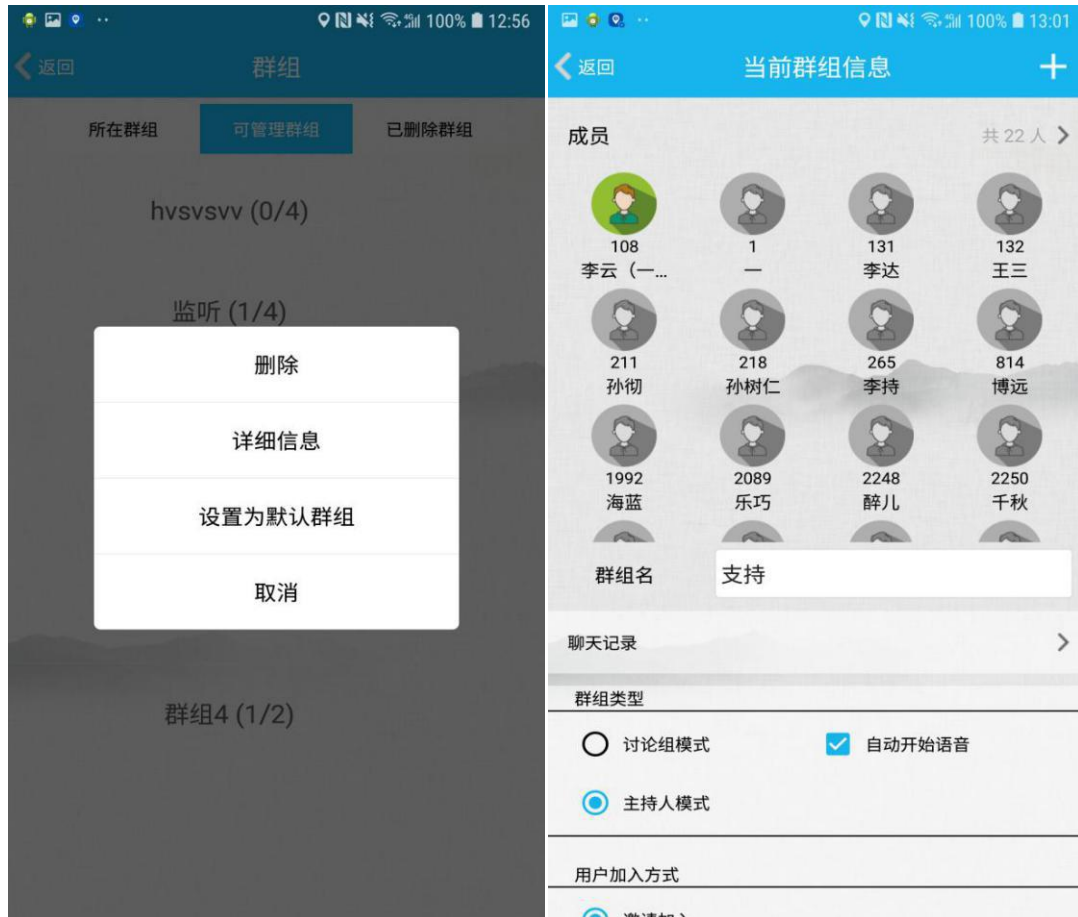 100% 12:56
返回
群组
所在群组 可管理群组 已删除群组
hvsvsvv (0/4)
监听 (1/4)
删除
详细信息
设置为默认群组
取消
群组4 (1/2)
100% 13:01
返回
当前群组信息
成员
共 22 人
108 1 131 132
李云（一... 一 李达 王三
211 218 265 814
孙彻 孙树仁 李持 博远
1992 2089 2248 2250
海蓝 乐巧 醉儿 千秋
群组名 支持
聊天记录
群组类型
讨论组模式 自动开始语音
主持人模式
用户加入方式
邀请加入